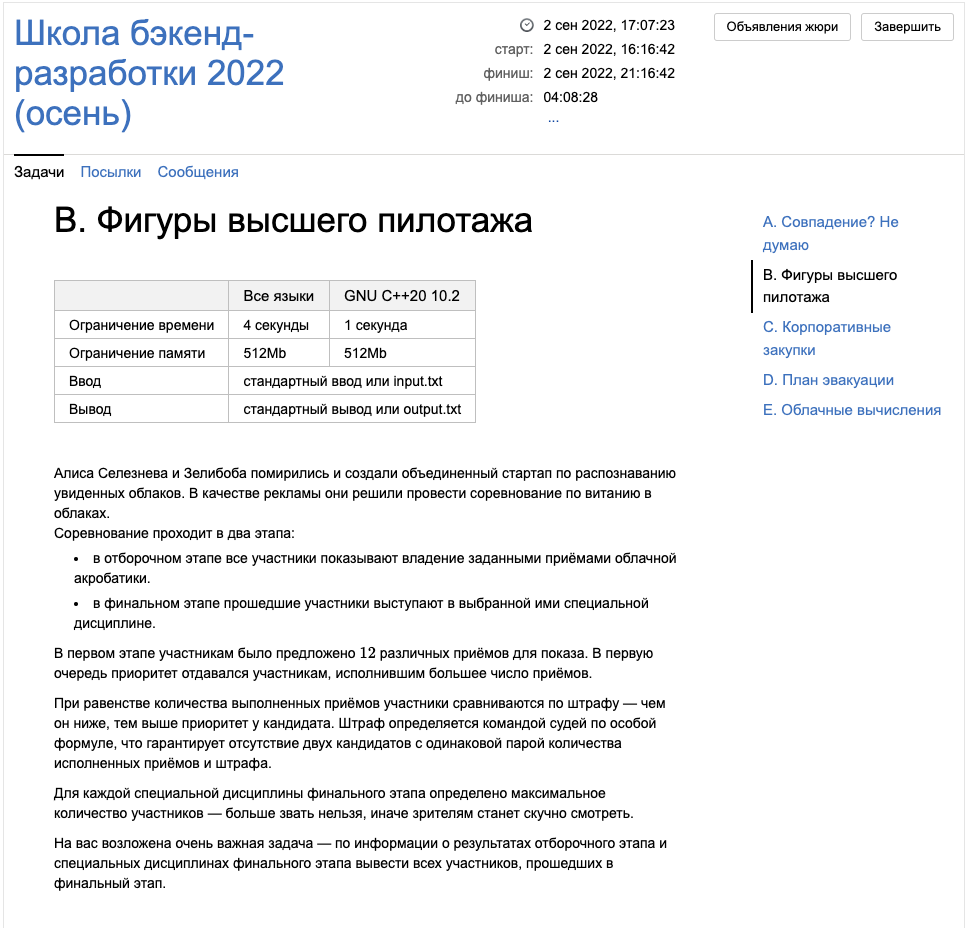 Школа бэкенд-
разработки 2022
(осень)
2 сен 2022, 17:07:23
старт: 2 сен 2022, 16:16:42
финиш: 2 сен 2022, 21:16:42
до финиша: 04:08:28
...
Объявления жюри
Завершить
Задачи Посылки Сообщения
B. Фигуры высшего пилотажа
Все языки GNU C++20 10.2
Ограничение времени 4 секунды 1 секунда
Ограничение памяти 512Mb 512Mb
Ввод стандартный ввод или input.txt
Вывод стандартный вывод или output.txt
Алиса Селезнева и Зелибоба помирились и создали объединенный стартап по распознаванию
увиденных облаков. В качестве рекламы они решили провести соревнование по витанию в
облаках.
Соревнование проходит в два этапа:
• в отборочном этапе все участники показывают владение заданными приёмами облачной
акробатики.
• в финальном этапе прошедшие участники выступают в выбранной ими специальной
дисциплине.
В первом этапе участникам было предложено 12 различных приёмов для показа. В первую
очередь приоритет отдавался участникам, исполнившим большее число приёмов.
При равенстве количества выполненных приёмов участники сравниваются по штрафу — чем
он ниже, тем выше приоритет у кандидата. Штраф определяется командой судей по особой
формуле, что гарантирует отсутствие двух кандидатов с одинаковой парой количества
исполненных приёмов и штрафа.
Для каждой специальной дисциплины финального этапа определено максимальное
количество участников — больше звать нельзя, иначе зрителям станет скучно смотреть.
На вас возложена очень важная задача — по информации о результатах отборочного этапа и
специальных дисциплинах финального этапа вывести всех участников, прошедших в
финальный этап.
A. Совпадение? Не
думаю
B. Фигуры высшего
пилотажа
C. Корпоративные
закупки
D. План эвакуации
E. Облачные вычисления